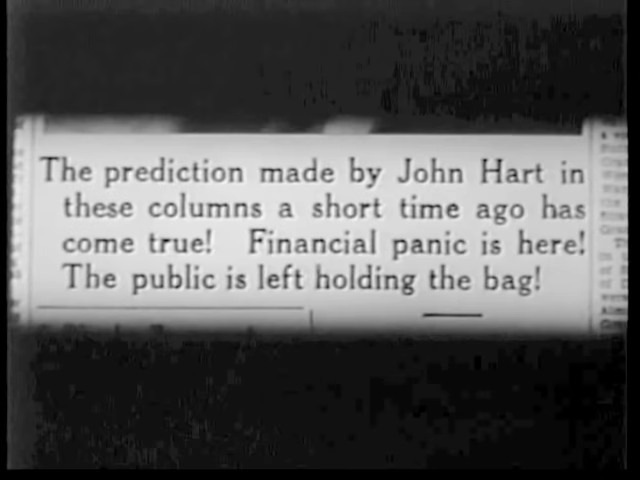 The prediction made by John Hart in
these columns a short time ago has
come true! Financial panic is here!
The public is left holding the bag!